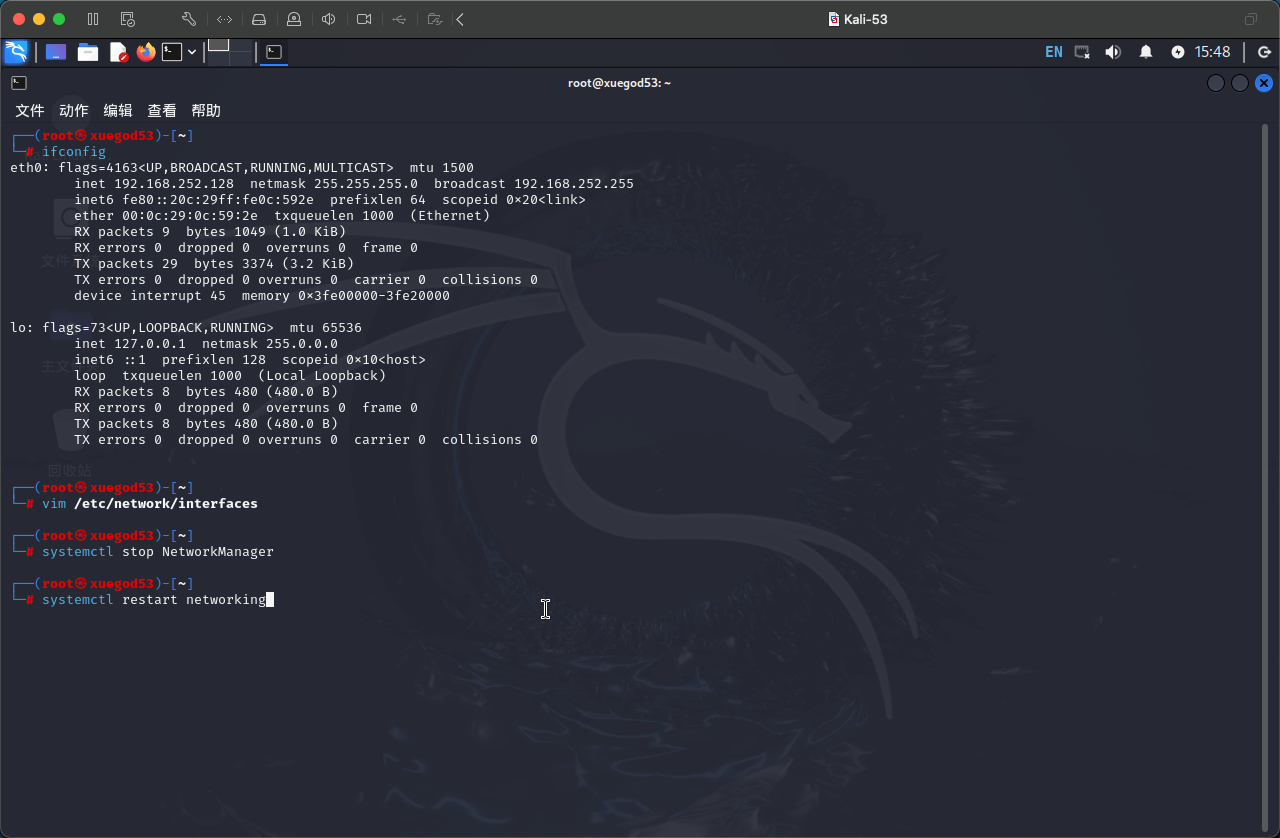 Kali-53
EN 15:48
root@xuegod53: ~
文件 动作 编辑 查看 帮助
┌──(root㉿xuegod53)-[~]
└─# ifconfig
eth0: flags=4163<UP,BROADCAST,RUNNING,MULTICAST>  mtu 1500
        inet 192.168.252.128  netmask 255.255.255.0  broadcast 192.168.252.255
        inet6 fe80::20c:29ff:fe0c:592e  prefixlen 64  scopeid 0x20<link>
        ether 00:0c:29:0c:59:2e  txqueuelen 1000  (Ethernet)
        RX packets 9  bytes 1049 (1.0 KiB)
        RX errors 0  dropped 0  overruns 0  frame 0
        TX packets 29  bytes 3374 (3.2 KiB)
        TX errors 0  dropped 0 overruns 0  carrier 0  collisions 0
        device interrupt 45  memory 0x3fe00000-3fe20000
lo: flags=73<UP,LOOPBACK,RUNNING>  mtu 65536
        inet 127.0.0.1  netmask 255.0.0.0
        inet6 ::1  prefixlen 128  scopeid 0x10<host>
        loop  txqueuelen 1000  (Local Loopback)
        RX packets 8  bytes 480 (480.0 B)
        RX errors 0  dropped 0  overruns 0  frame 0
        TX packets 8  bytes 480 (480.0 B)
        TX errors 0  dropped 0 overruns 0  carrier 0  collisions 0
回收站
┌──(root㉿xuegod53)-[~]
└─# vim /etc/network/interfaces
┌──(root㉿xuegod53)-[~]
└─# systemctl stop NetworkManager
┌──(root㉿xuegod53)-[~]
└─# systemctl restart networking